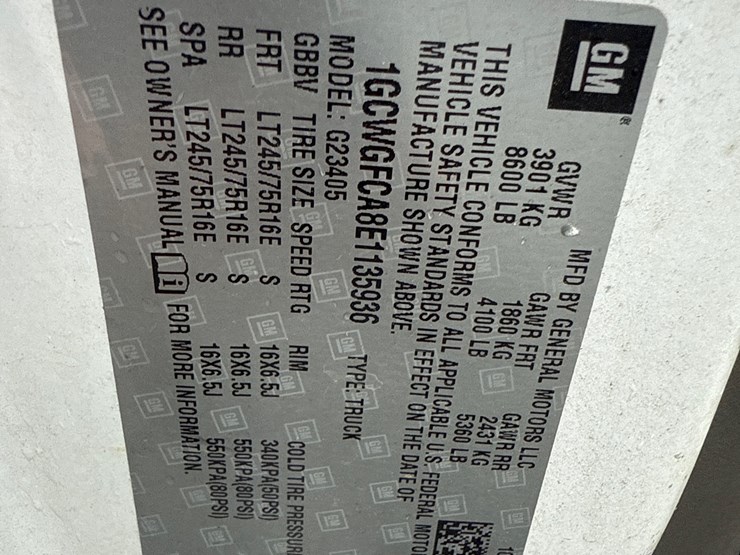 GM®
MFD BY GENERAL MOTORS LLC
GVWR GAWR FRT GAWR RR
3901 KG 1860 KG 2431 KG
8600 LB 4100 LB 5360 LB
THIS VEHICLE CONFORMS TO ALL APPLICABLE U.S. FEDERAL MOTO
VEHICLE SAFETY STANDARDS IN EFFECT ON THE DATE OF
MANUFACTURE SHOWN ABOVE.
1GCWGFCA8E1135936 TYPE: TRUCK
MODEL: G23405
GBBV TIRE SIZE SPEED RTG RIM COLD TIRE PRESSUR
FRT LT245/75R16E S 16X6.5J 340KPA(50PSI)
RR LT245/75R16E S 16X6.5J 550KPA(80PSI)
SPA LT245/75R16E S 16X6.5J 550KPA(80PSI)
SEE OWNER'S MANUAL FOR MORE INFORMATION.